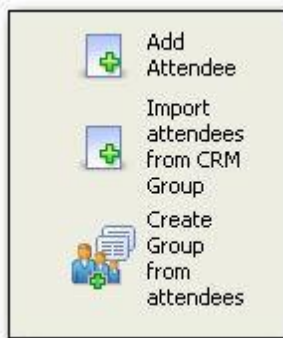 Add
Attendee
Import
attendees
from CRM
Group
Create
Group
from
attendees